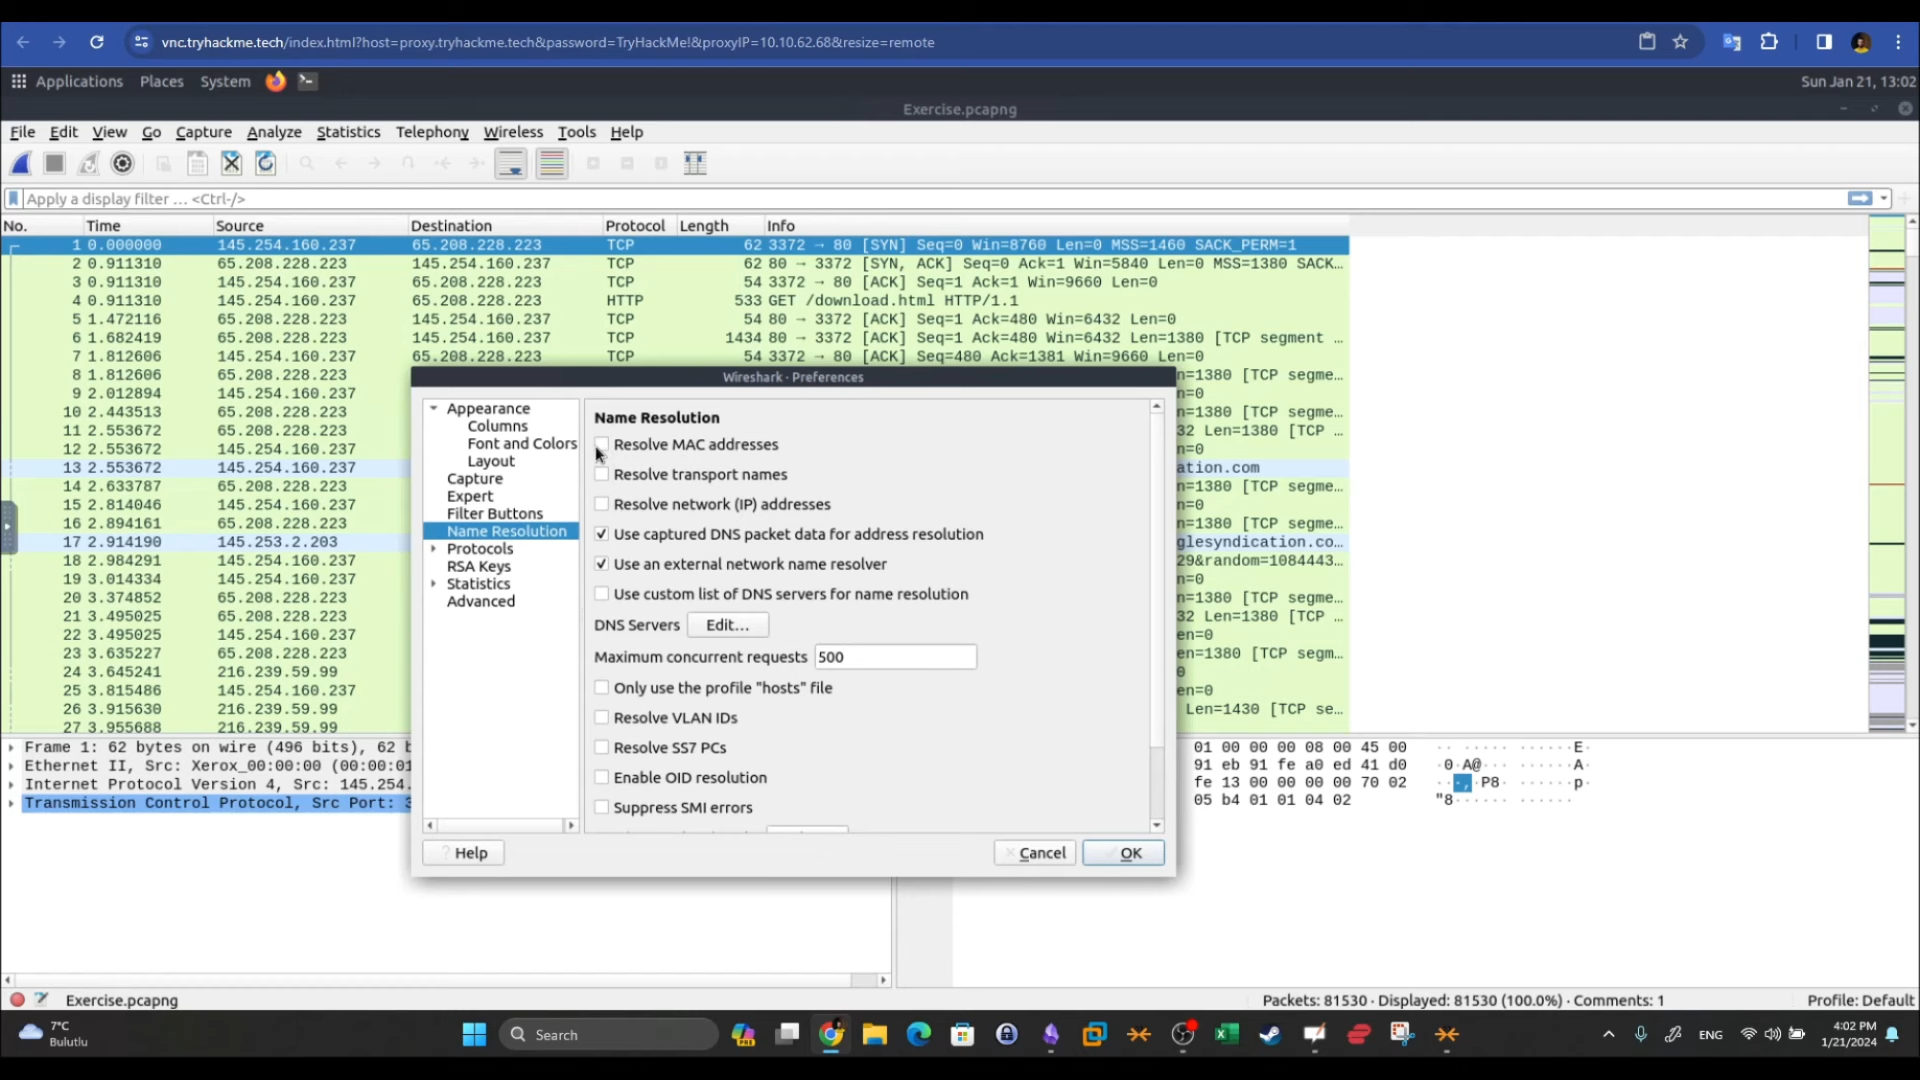 vnc.tryhackme.tech/index.html?host=proxy.tryhackme.tech&password=TryHackMe!&proxyIP=10.10.62.68&resize=remote
Applications Places System Sun Jan 21, 13:02
Exercise.pcapng
File Edit View Go Capture Analyze Statistics Telephony Wireless Tools Help
Apply a display filter … <Ctrl-/>
No. Time Source Destination Protocol Length Info
1 0.000000 145.254.160.237 65.208.228.223 TCP 62 3372 → 80 [SYN] Seq=0 Win=8760 Len=0 MSS=1460 SACK_PERM=1
2 0.911310 65.208.228.223 145.254.160.237 TCP 62 80 → 3372 [SYN, ACK] Seq=0 Ack=1 Win=5840 Len=0 MSS=1380 SACK…
3 0.911310 145.254.160.237 65.208.228.223 TCP 54 3372 → 80 [ACK] Seq=1 Ack=1 Win=9660 Len=0
4 0.911310 145.254.160.237 65.208.228.223 HTTP 533 GET /download.html HTTP/1.1
5 1.472116 65.208.228.223 145.254.160.237 TCP 54 80 → 3372 [ACK] Seq=1 Ack=480 Win=6432 Len=0
6 1.682419 65.208.228.223 145.254.160.237 TCP 1434 80 → 3372 [ACK] Seq=1 Ack=480 Win=6432 Len=1380 [TCP segment …
7 1.812606 145.254.160.237 65.208.228.223 TCP 54 3372 → 80 [ACK] Seq=480 Ack=1381 Win=9660 Len=0
8 1.812606 65.208.228.223 n=1380 [TCP segme…
9 2.012894 145.254.160.237 n=0
10 2.443513 65.208.228.223 n=1380 [TCP segme…
11 2.553672 65.208.228.223 32 Len=1380 [TCP …
12 2.553672 145.254.160.237 n=0
13 2.553672 145.254.160.237 ation.com
14 2.633787 65.208.228.223 n=1380 [TCP segme…
15 2.814046 145.254.160.237 n=0
16 2.894161 65.208.228.223 n=1380 [TCP segme…
17 2.914190 145.253.2.203 glesyndication.co…
18 2.984291 145.254.160.237 29&random=1084443…
19 3.014334 145.254.160.237 n=0
20 3.374852 65.208.228.223 n=1380 [TCP segme…
21 3.495025 65.208.228.223 32 Len=1380 [TCP …
22 3.495025 145.254.160.237 en=0
23 3.635227 65.208.228.223 en=1380 [TCP segm…
24 3.645241 216.239.59.99
25 3.815486 145.254.160.237 en=0
26 3.915630 216.239.59.99 Len=1430 [TCP se…
27 3.955688 216.239.59.99
Wireshark · Preferences
Appearance
Columns
Font and Colors
Layout
Capture
Expert
Filter Buttons
Name Resolution
Protocols
RSA Keys
Statistics
Advanced
Name Resolution
Resolve MAC addresses
Resolve transport names
Resolve network (IP) addresses
Use captured DNS packet data for address resolution
Use an external network name resolver
Use custom list of DNS servers for name resolution
DNS Servers Edit…
Maximum concurrent requests 500
Only use the profile "hosts" file
Resolve VLAN IDs
Resolve SS7 PCs
Enable OID resolution
Suppress SMI errors
Help Cancel OK
Frame 1: 62 bytes on wire (496 bits), 62 b
Ethernet II, Src: Xerox_00:00:00 (00:00:01
Internet Protocol Version 4, Src: 145.254.
Transmission Control Protocol, Src Port: 3
01 00 00 00 08 00 45 00 ·· ····· ······E·
91 eb 91 fe a0 ed 41 d0 ·0·A@··· ······A·
fe 13 00 00 00 00 70 02 ···,·P8· ······p·
05 b4 01 01 04 02 "8······ ······
Exercise.pcapng Packets: 81530 · Displayed: 81530 (100.0%) · Comments: 1 Profile: Default
7°C
Bulutlu
Search
ENG
4:02 PM
1/21/2024